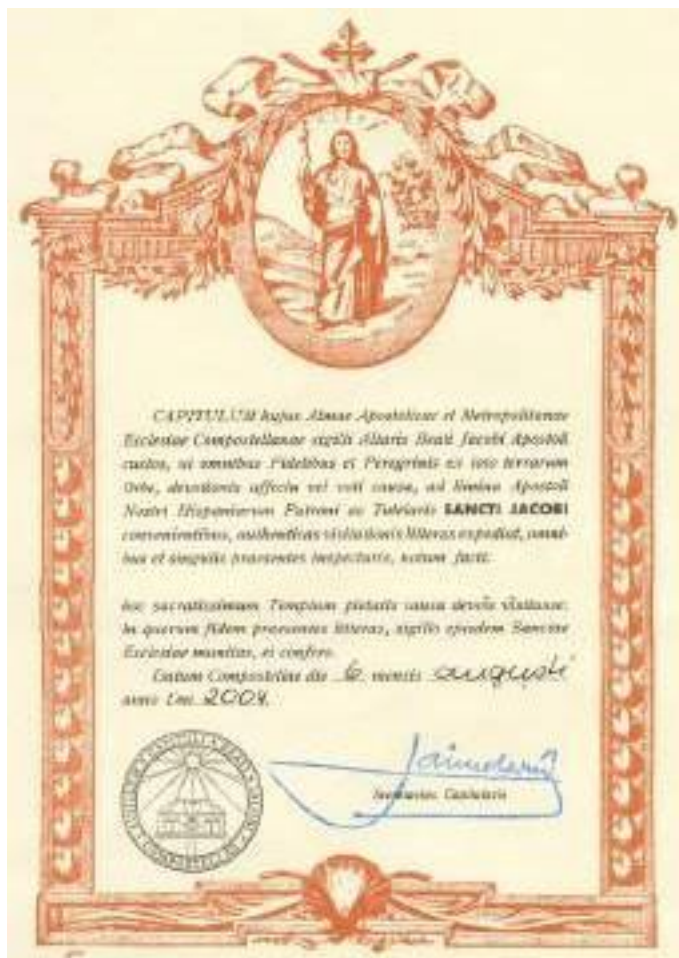 CAPITULUM hujus Almae Apostolicae et Metropolitanae
Ecclesiae Compostellanae sigilli Altaris Beati Jacobi Apostoli
custos, ut omnibus Fidelibus et Peregrinis ex toto terrarum
Orbe, devotionis affectu vel voti causa, ad limina Apostoli
Nostri Hispaniarum Patroni ac Tutelaris SANCTI JACOBI
convenientibus, authenticas visitationis litteras expediat, omni-
bus et singulis praesentes inspecturis, notum facit:
hoc sacratissimum Templum pietatis causa devote visitasse.
In quorum fidem praesentes litteras, sigillo ejusdem Sanctae
Ecclesiae munitas, ei confero.
Datum Compostellae die 6 mensis augusti
anno Dni 2004.
Secretarius Capitularis